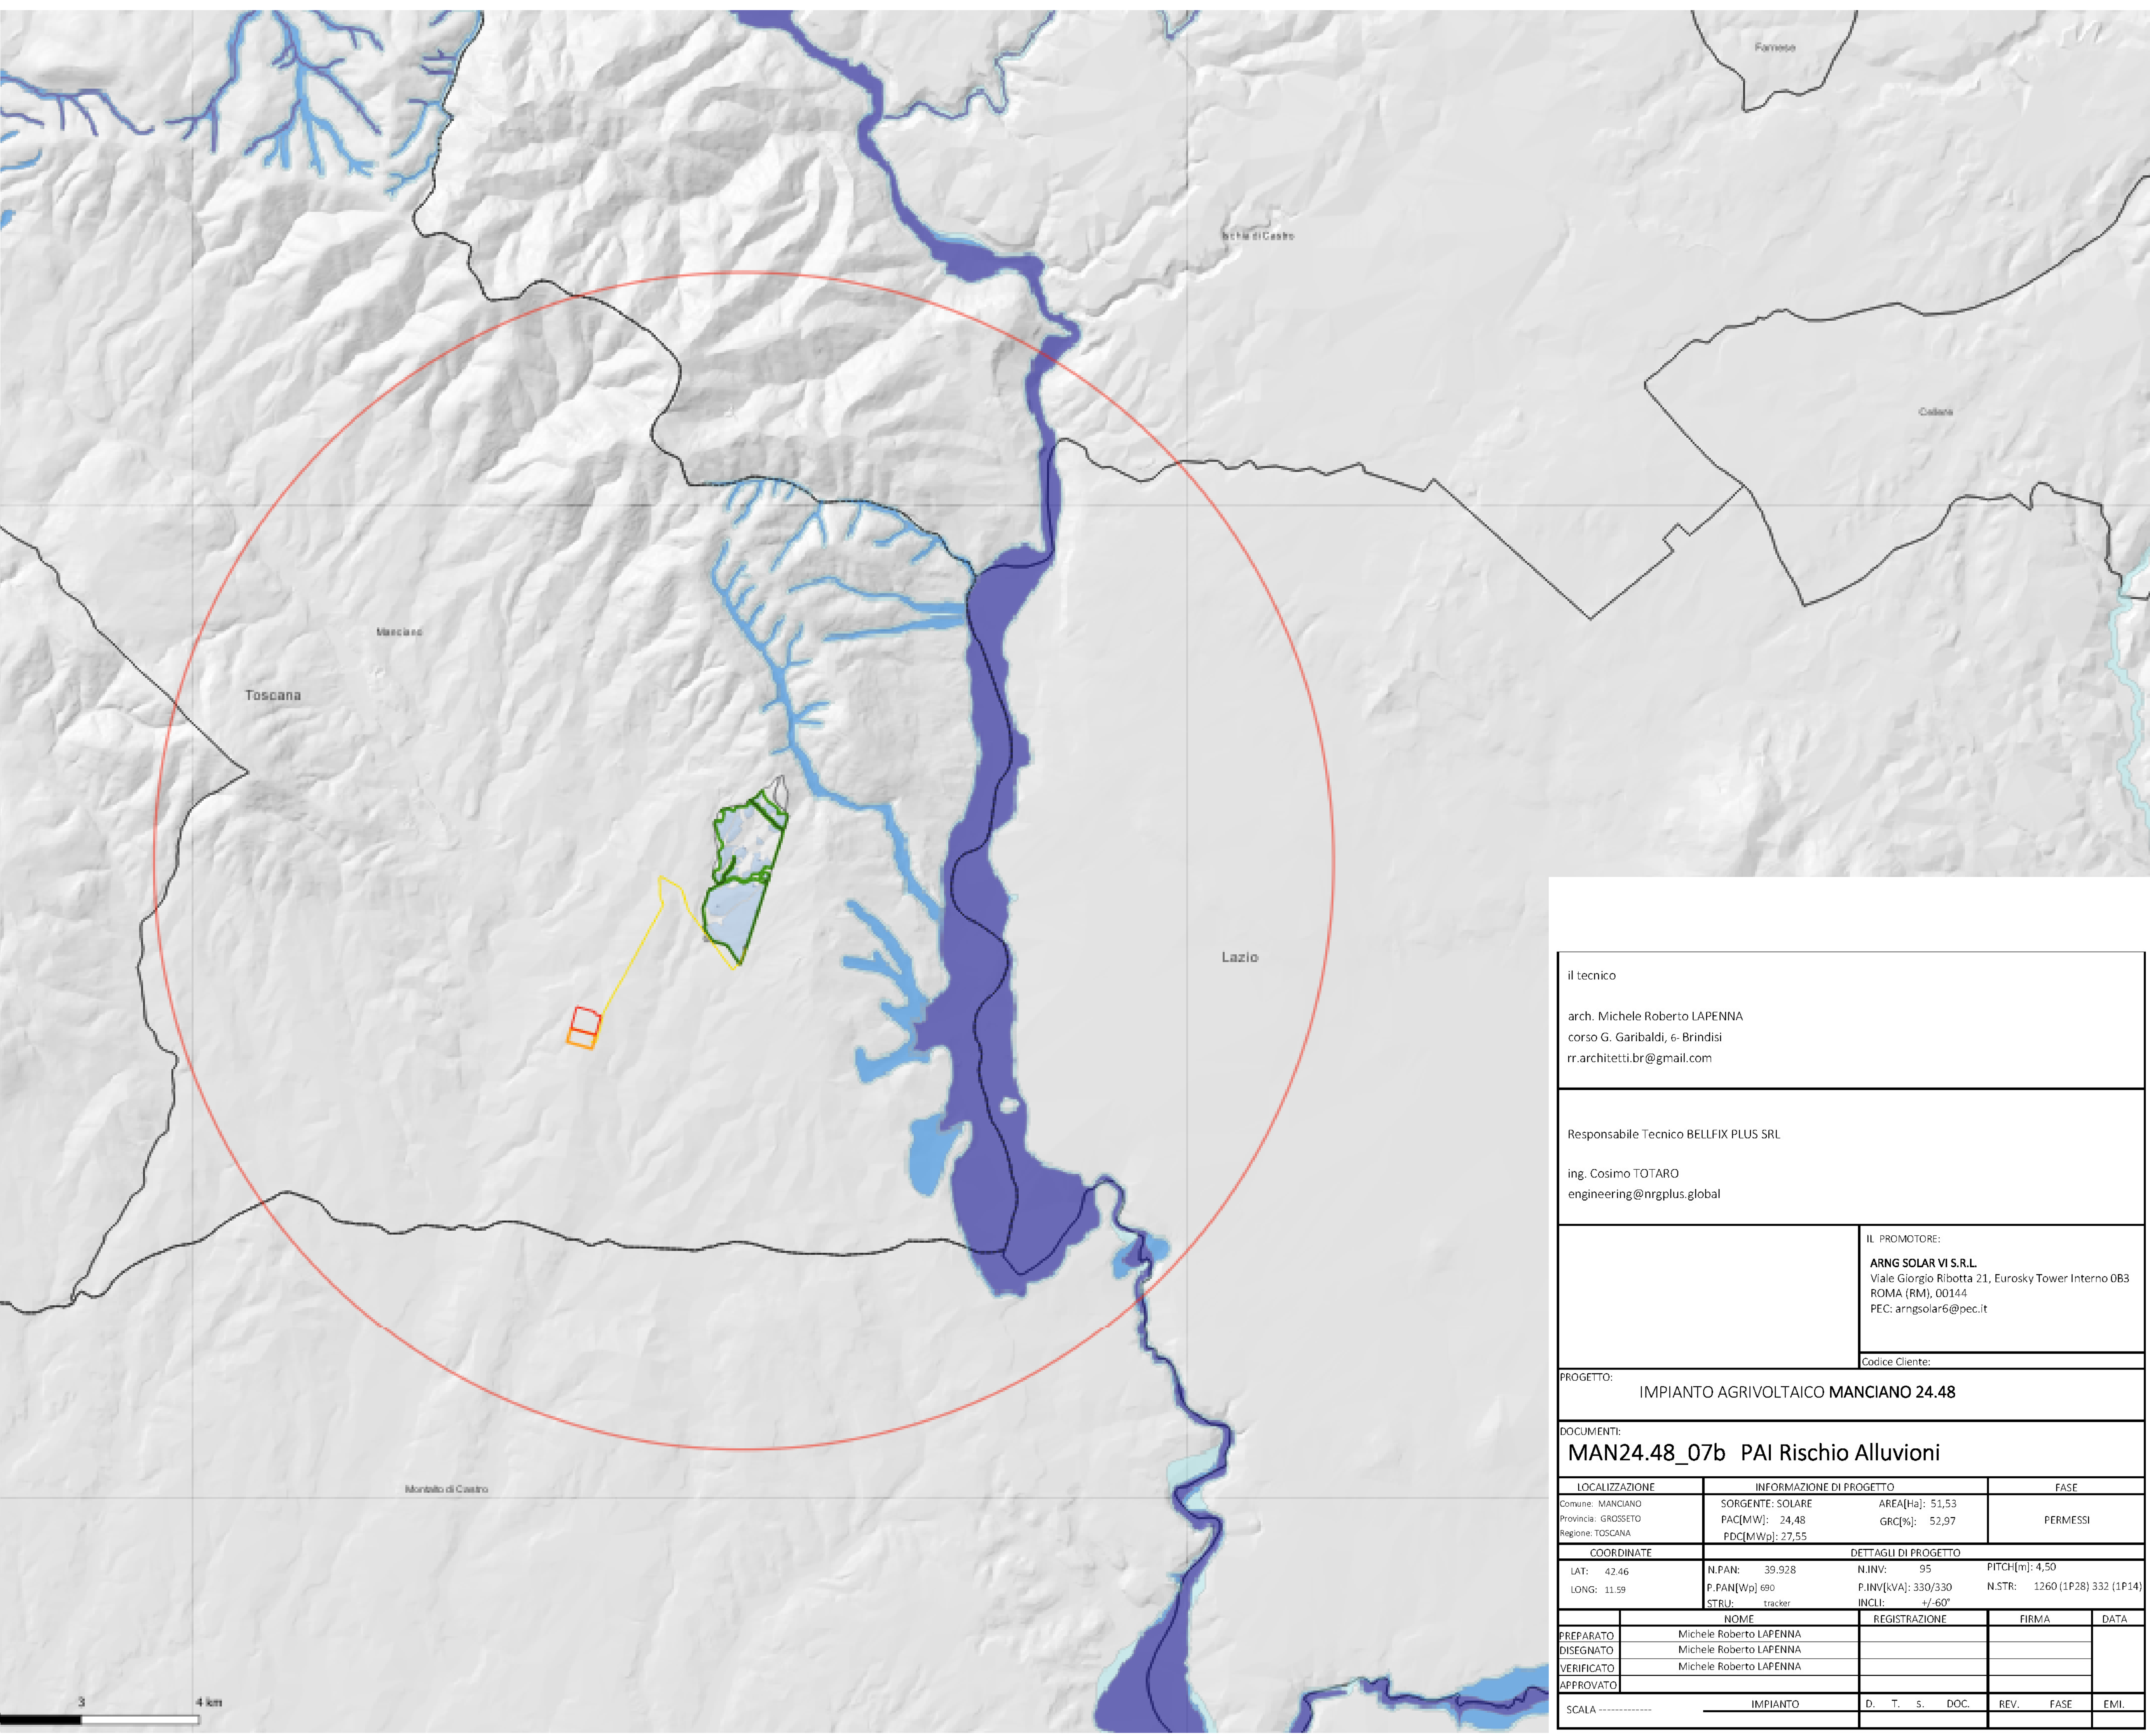 Farnese
Ischia di Castro
Cellere
Manciano
Toscana
Lazio
Montalto di Castro
3 4 km
il tecnico
arch. Michele Roberto LAPENNA
corso G. Garibaldi, 6- Brindisi
rr.architetti.br@gmail.com
Responsabile Tecnico BELLFIX PLUS SRL
ing. Cosimo TOTARO
engineering@nrgplus.global
IL PROMOTORE:
ARNG SOLAR VI S.R.L.
Viale Giorgio Ribotta 21, Eurosky Tower Interno 0B3
ROMA (RM), 00144
PEC: arngsolar6@pec.it
Codice Cliente:
PROGETTO:
IMPIANTO AGRIVOLTAICO MANCIANO 24.48
DOCUMENTI:
MAN24.48_07b PAI Rischio Alluvioni
LOCALIZZAZIONE INFORMAZIONE DI PROGETTO FASE
Comune: MANCIANO SORGENTE: SOLARE AREA[Ha]: 51,53
Provincia: GROSSETO PAC[MW]: 24,48 GRC[%]: 52,97 PERMESSI
Regione: TOSCANA PDC[MWp]: 27,55
COORDINATE DETTAGLI DI PROGETTO
LAT: 42.46 N.PAN: 39.928 N.INV: 95 PITCH[m]: 4,50
LONG: 11.59 P.PAN[Wp] 690 P.INV[kVA]: 330/330 N.STR: 1260 (1P28) 332 (1P14)
STRU: tracker INCLI: +/-60°
NOME REGISTRAZIONE FIRMA DATA
PREPARATO Michele Roberto LAPENNA
DISEGNATO Michele Roberto LAPENNA
VERIFICATO Michele Roberto LAPENNA
APPROVATO
SCALA ------------- IMPIANTO D. T. s. DOC. REV. FASE EMI.